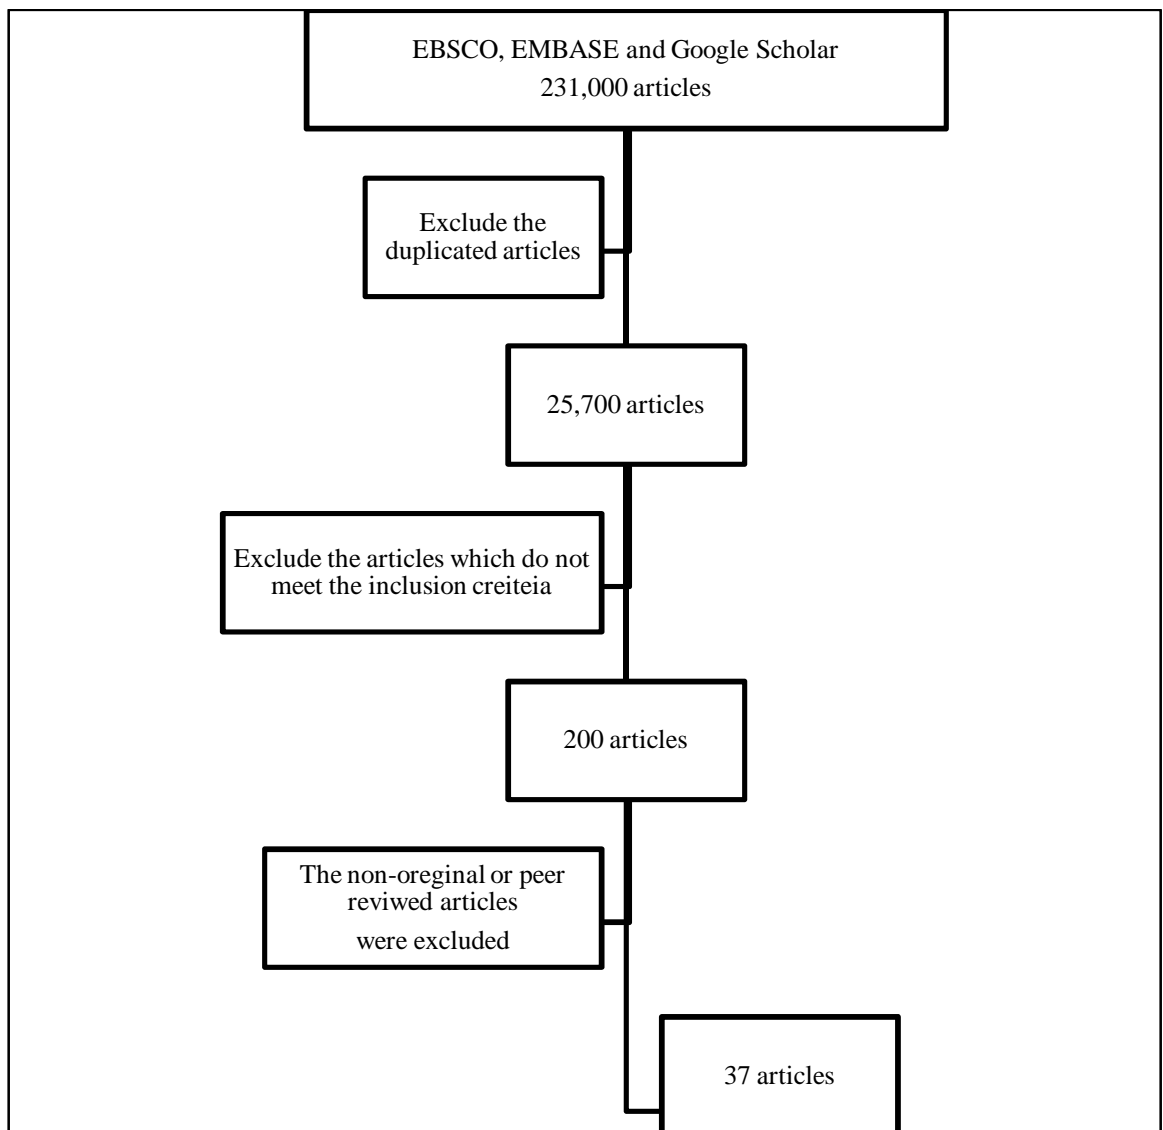 EBSCO, EMBASE and Google Scholar
231,000 articles
Exclude the
duplicated articles
25,700 articles
Exclude the articles which do not
meet the inclusion creiteia
200 articles
The non-oreginal or peer
reviwed articles
were excluded
37 articles